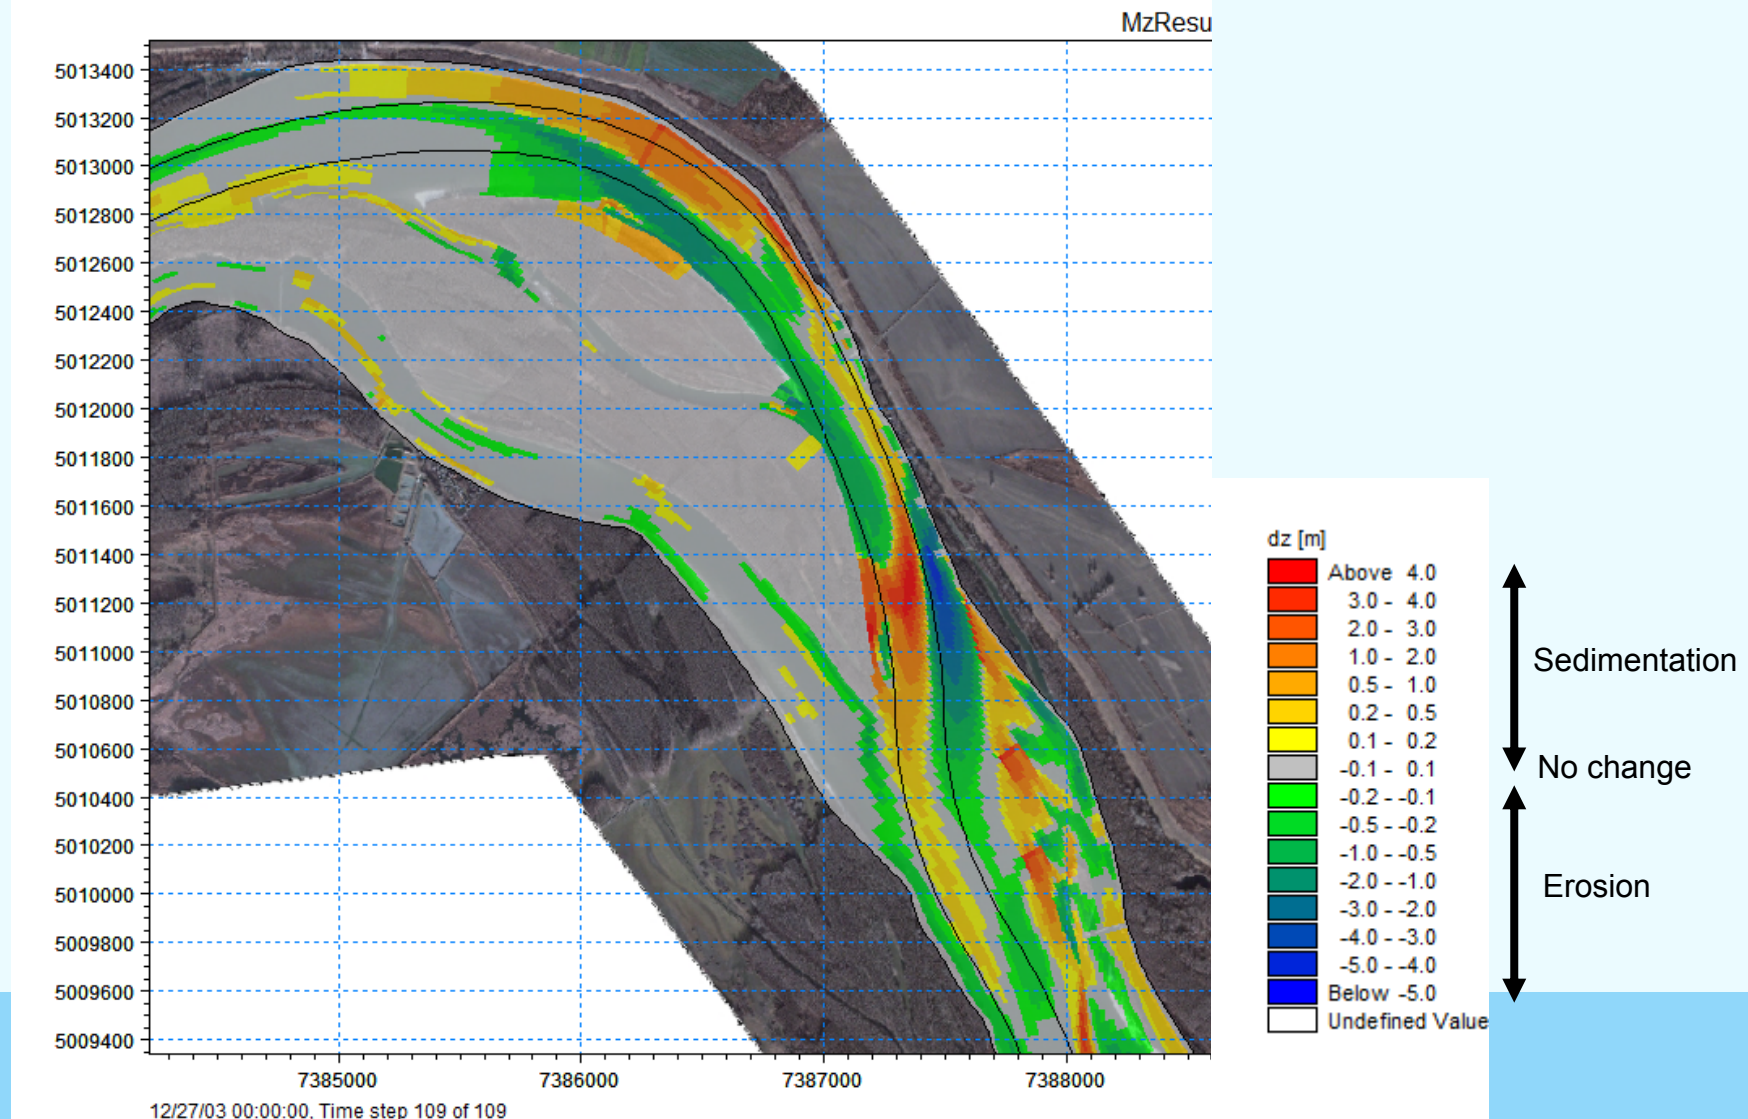 MzResu
5013400
5013200
5013000
5012800
5012600
5012400
5012200
5012000
5011800
5011600
5011400
5011200
5011000
5010800
5010600
5010400
5010200
5010000
5009800
5009600
5009400
7385000 7386000 7387000 7388000
12/27/03 00:00:00, Time step 109 of 109
dz [m]
Above 4.0
3.0 - 4.0
2.0 - 3.0
1.0 - 2.0
0.5 - 1.0
0.2 - 0.5
0.1 - 0.2
-0.1 - 0.1
-0.2 - -0.1
-0.5 - -0.2
-1.0 - -0.5
-2.0 - -1.0
-3.0 - -2.0
-4.0 - -3.0
-5.0 - -4.0
Below -5.0
Undefined Value
Sedimentation
No change
Erosion